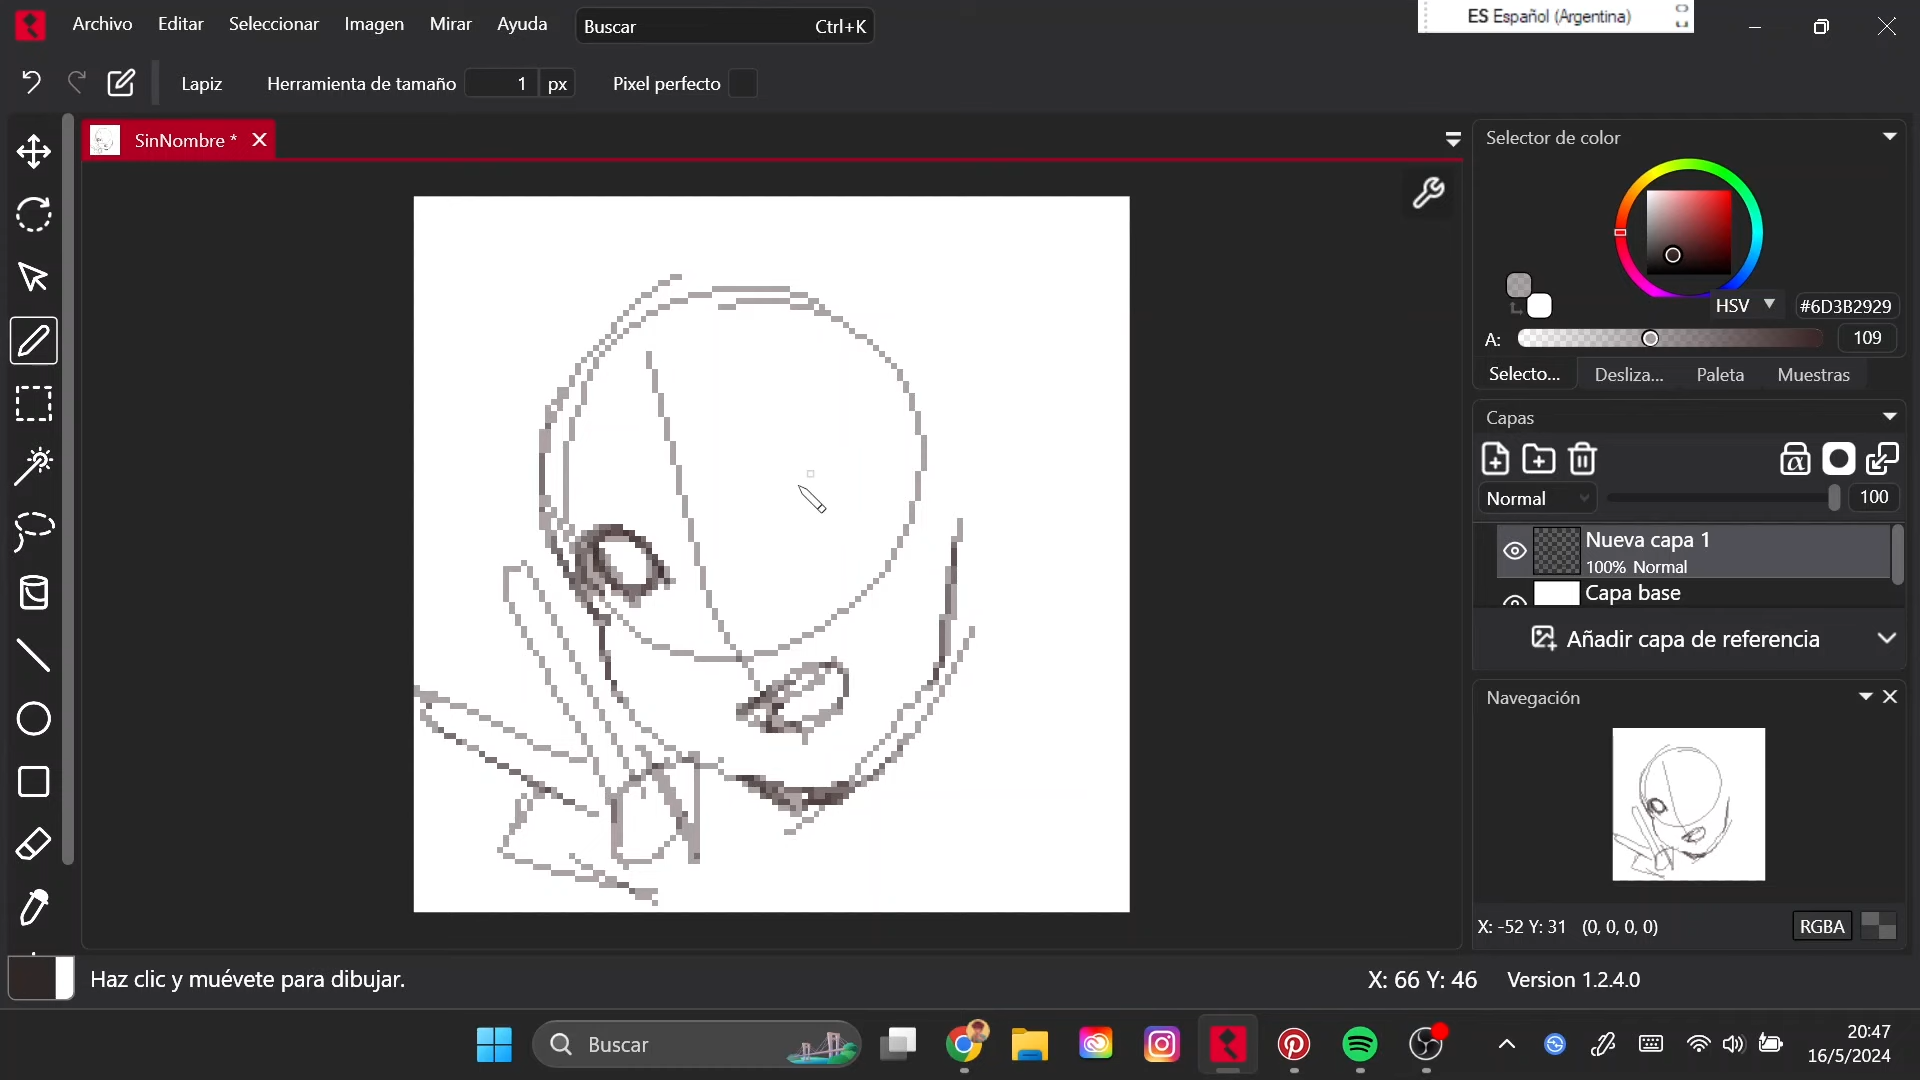 Archivo Editar Seleccionar Imagen Mirar Ayuda Buscar Ctrl+K
ES Español (Argentina)
Lapiz Herramienta de tamaño 1 px Pixel perfecto
SinNombre *
Selector de color
HSV #6D3B2929
A: 109
Selecto... Desliza... Paleta Muestras
Capas
Normal 100
Nueva capa 1
100% Normal
Capa base
Añadir capa de referencia
Navegación
X: -52 Y: 31 (0, 0, 0, 0) RGBA
Haz clic y muévete para dibujar. X: 66 Y: 46 Version 1.2.4.0
Buscar
20:47
16/5/2024